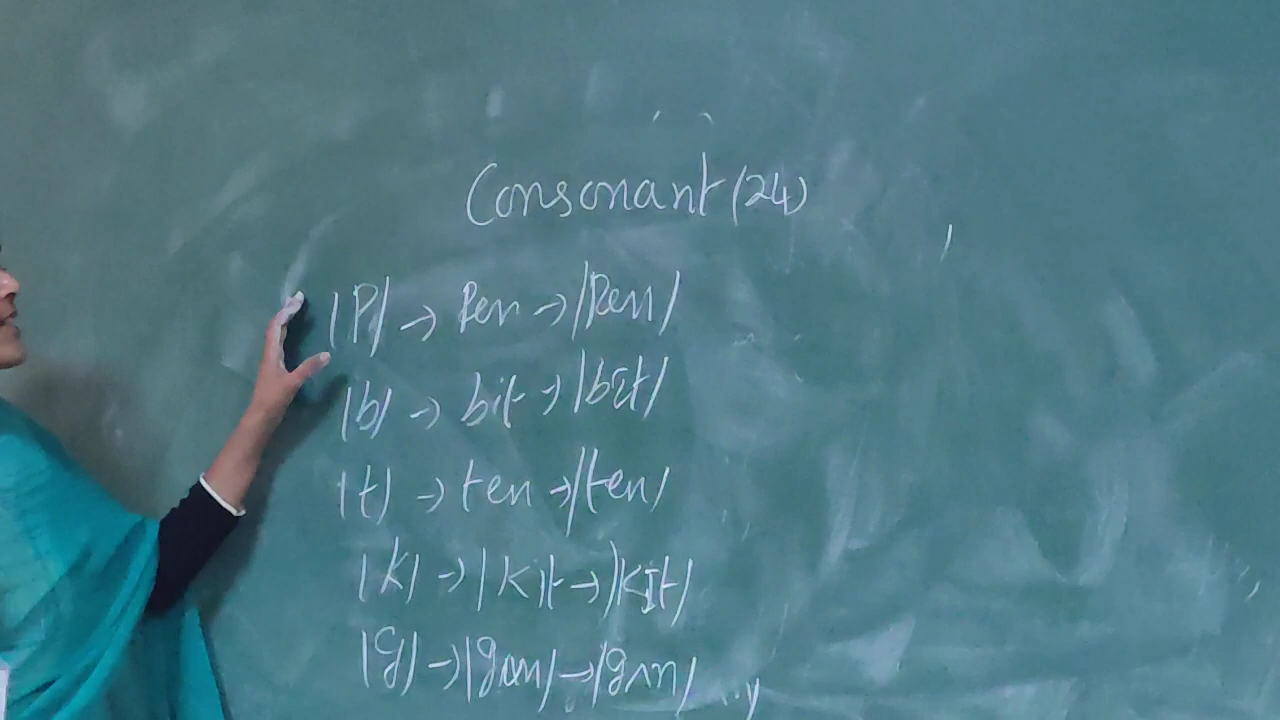 Consonant (24)
/P/ → Pen → /Pen/
/b/ → bit → /bɪt/
/t/ → ten → /ten/
/k/ → /kit → /kɪt/
/g/ → /gun/ → /gʌn/